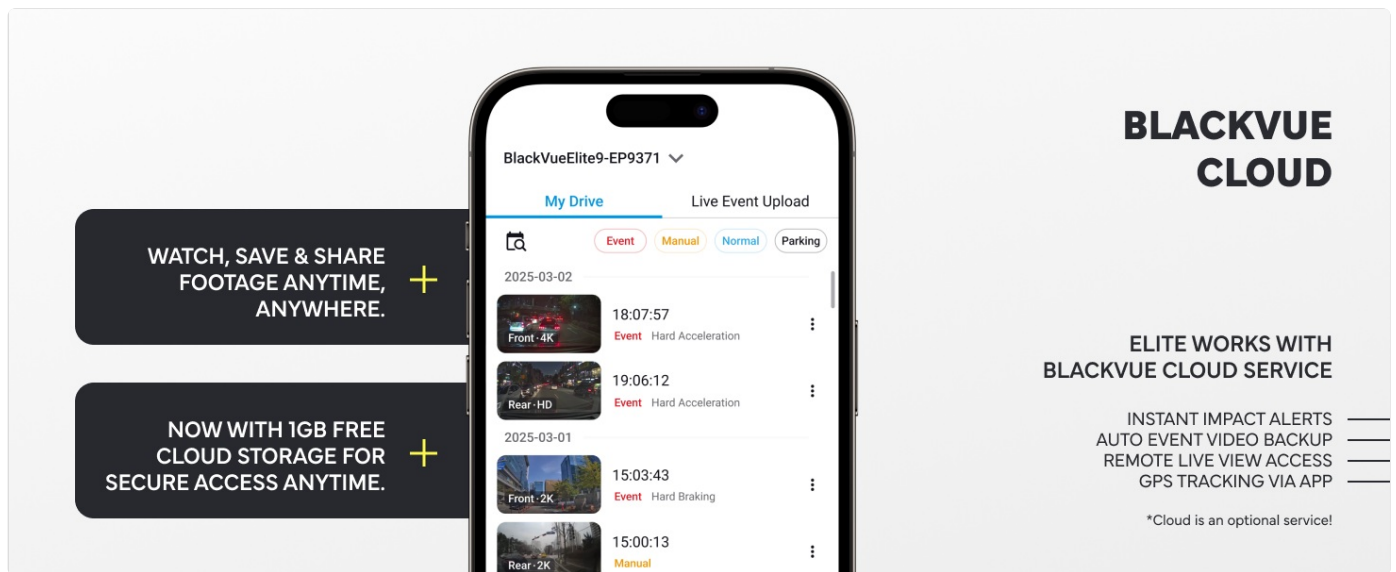 WATCH, SAVE & SHARE
FOOTAGE ANYTIME,
ANYWHERE.
NOW WITH 1GB FREE
CLOUD STORAGE FOR
SECURE ACCESS ANYTIME.
BlackVueElite9-EP9371
My Drive
Live Event Upload
Event
Manual
Normal
Parking
2025-03-02
Front·4K
18:07:57
Event Hard Acceleration
Rear·HD
19:06:12
Event Hard Acceleration
2025-03-01
Front·2K
15:03:43
Event Hard Braking
Rear·2K
15:00:13
Manual
BLACKVUE
CLOUD
ELITE WORKS WITH
BLACKVUE CLOUD SERVICE
INSTANT IMPACT ALERTS
AUTO EVENT VIDEO BACKUP
REMOTE LIVE VIEW ACCESS
GPS TRACKING VIA APP
*Cloud is an optional service!